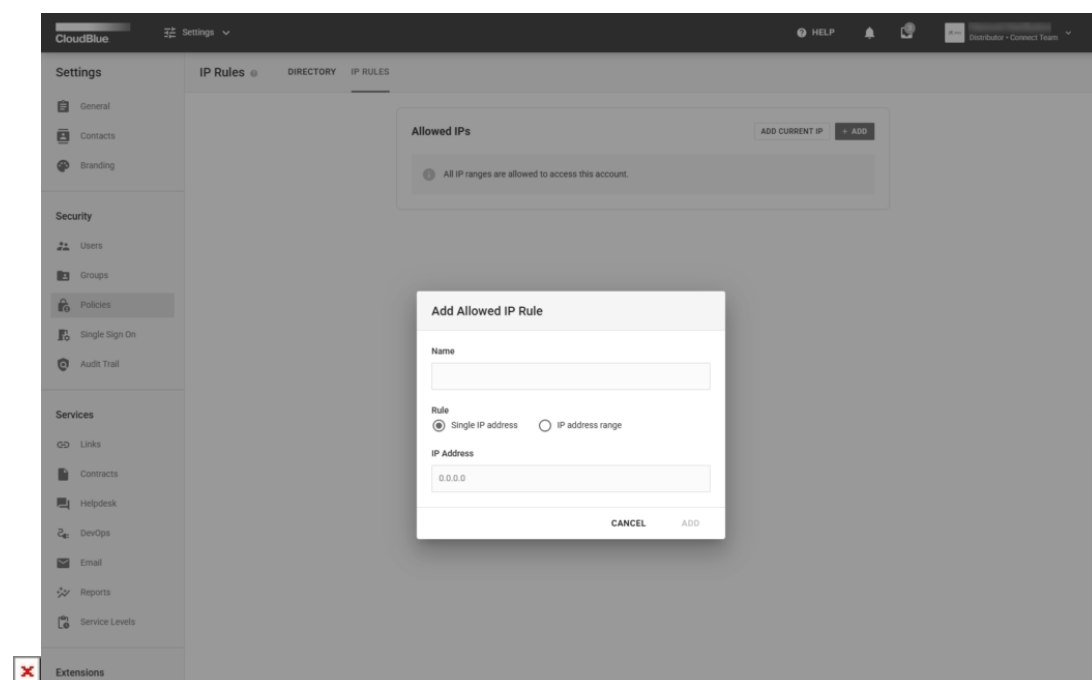 CloudBlue
Settings
HELP
Distributor • Connect Team
Settings
IP Rules
DIRECTORY
IP RULES
General
Contacts
Branding
Security
Users
Groups
Policies
Single Sign On
Audit Trail
Services
Links
Contracts
Helpdesk
DevOps
Email
Reports
Service Levels
Extensions
Allowed IPs
ADD CURRENT IP
+ ADD
All IP ranges are allowed to access this account.
Add Allowed IP Rule
Name
Rule
Single IP address
IP address range
IP Address
0.0.0.0
CANCEL
ADD